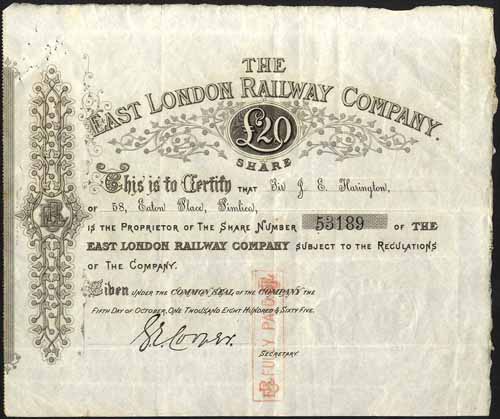 THE
EAST LONDON RAILWAY COMPANY.
£20
SHARE
This is to Certify THAT Sir J. E. Harington,
OF 58, Eaton Place, Pimlico,
IS THE PROPRIETOR OF THE SHARE NUMBER 53189 OF THE
EAST LONDON RAILWAY COMPANY SUBJECT TO THE REGULATIONS
OF THE COMPANY.
Given UNDER THE COMMON SEAL OF THE COMPANY THE
FIFTH DAY OF OCTOBER, ONE THOUSAND EIGHT HUNDRED & SIXTY FIVE.
SECRETARY.
FULLY PAID